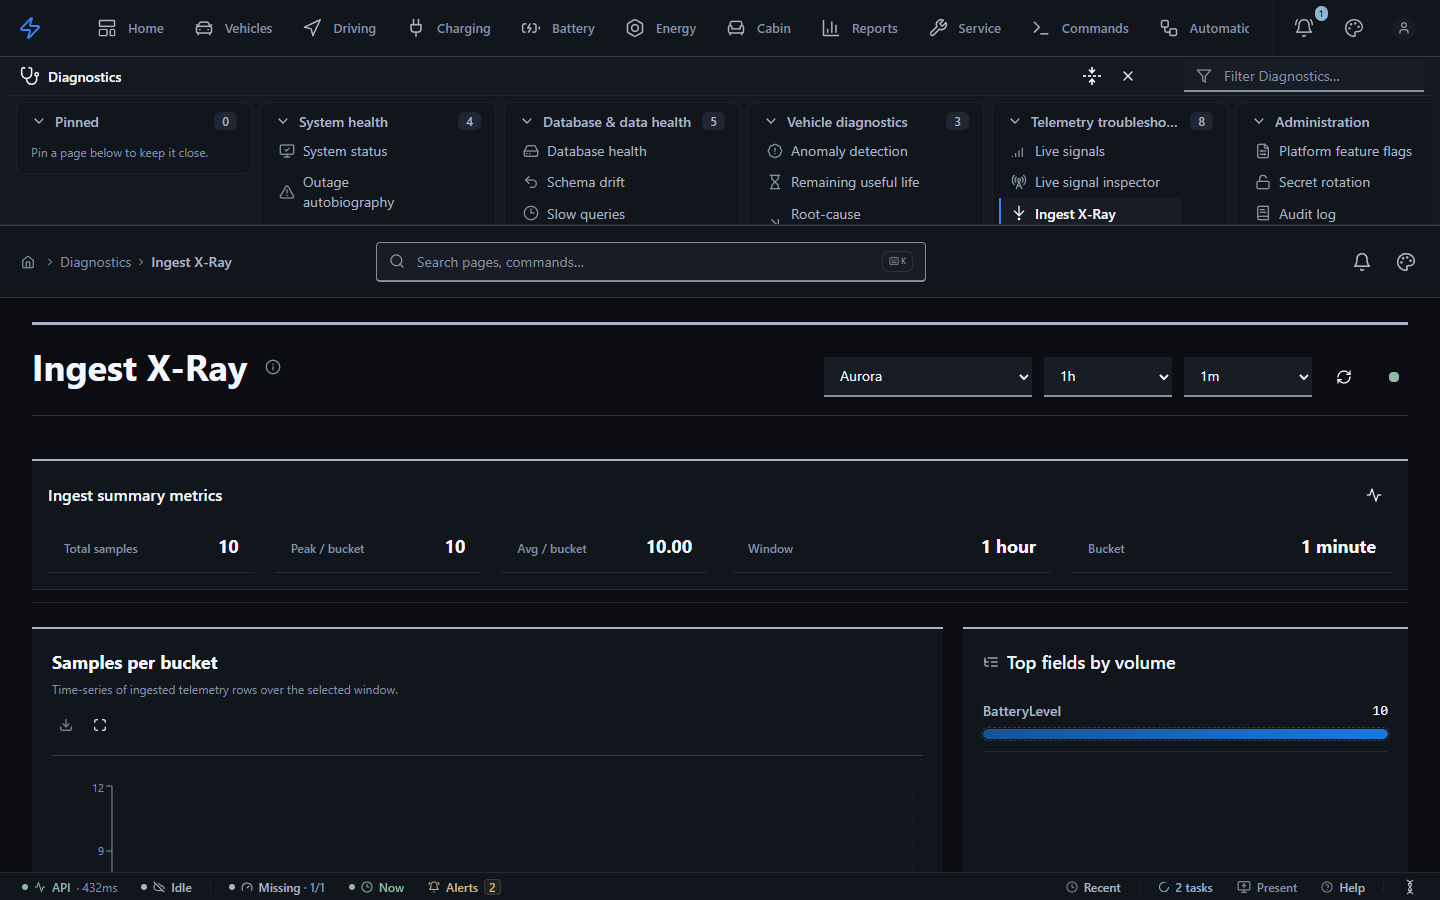 Home Vehicles Driving Charging Battery Energy Cabin Reports Service Commands Automatic 1
Diagnostics Filter Diagnostics...
Pinned 0
Pin a page below to keep it close.
System health 4
System status
Outage
autobiography
Database & data health 5
Database health
Schema drift
Slow queries
Vehicle diagnostics 3
Anomaly detection
Remaining useful life
Root-cause
Telemetry troublesho... 8
Live signals
Live signal inspector
Ingest X-Ray
Administration
Platform feature flags
Secret rotation
Audit log
Diagnostics Ingest X-Ray Search pages, commands... K
Ingest X-Ray Aurora 1h 1m
Ingest summary metrics
Total samples 10 Peak / bucket 10 Avg / bucket 10.00 Window 1 hour Bucket 1 minute
Samples per bucket
Time-series of ingested telemetry rows over the selected window.
12
9
Top fields by volume
BatteryLevel 10
API · 432ms Idle Missing · 1/1 Now Alerts 2 Recent 2 tasks Present Help